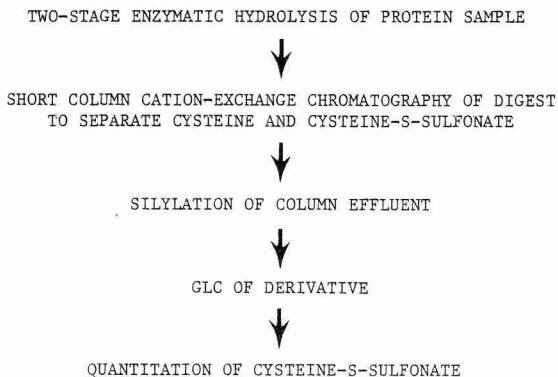 TWO-STAGE ENZYMATIC HYDROLYSIS OF PROTEIN SAMPLE
SHORT COLUMN CATION-EXCHANGE CHROMATOGRAPHY OF DIGEST
TO SEPARATE CYSTEINE AND CYSTEINE-S-SULFONATE
SILYLATION OF COLUMN EFFLUENT
GLC OF DERIVATIVE
QUANTITATION OF CYSTEINE-S-SULFONATE